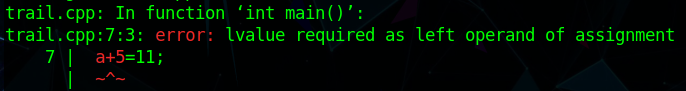 trail.cpp: In function ‘int main()’:
trail.cpp:7:3: error: lvalue required as left operand of assignment
    7 |  a+5=11;
      |  ~^~